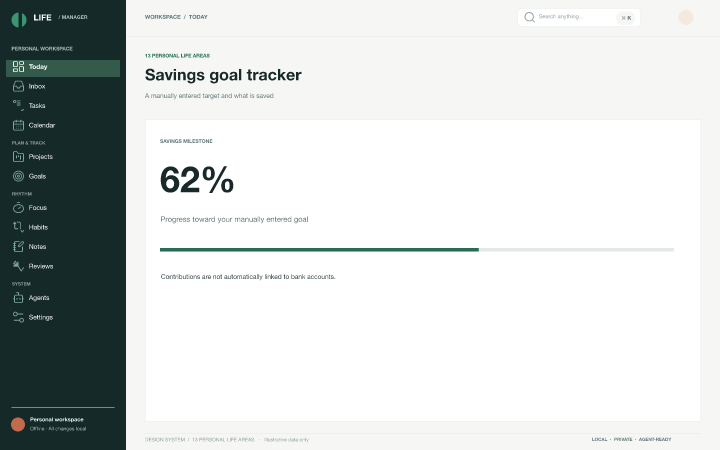 LIFE / MANAGER
PERSONAL WORKSPACE
Today
Inbox
Tasks
Calendar
PLAN & TRACK
Projects
Goals
RHYTHM
Focus
Habits
Notes
Reviews
SYSTEM
Agents
Settings
Personal workspace
Offline · All changes local
WORKSPACE / TODAY
Search anything...
⌘ K
13 PERSONAL LIFE AREAS
Savings goal tracker
A manually entered target and what is saved
SAVINGS MILESTONE
62%
Progress toward your manually entered goal
Contributions are not automatically linked to bank accounts.
DESIGN SYSTEM / 13 PERSONAL LIFE AREAS · Illustrative data only
LOCAL · PRIVATE · AGENT-READY